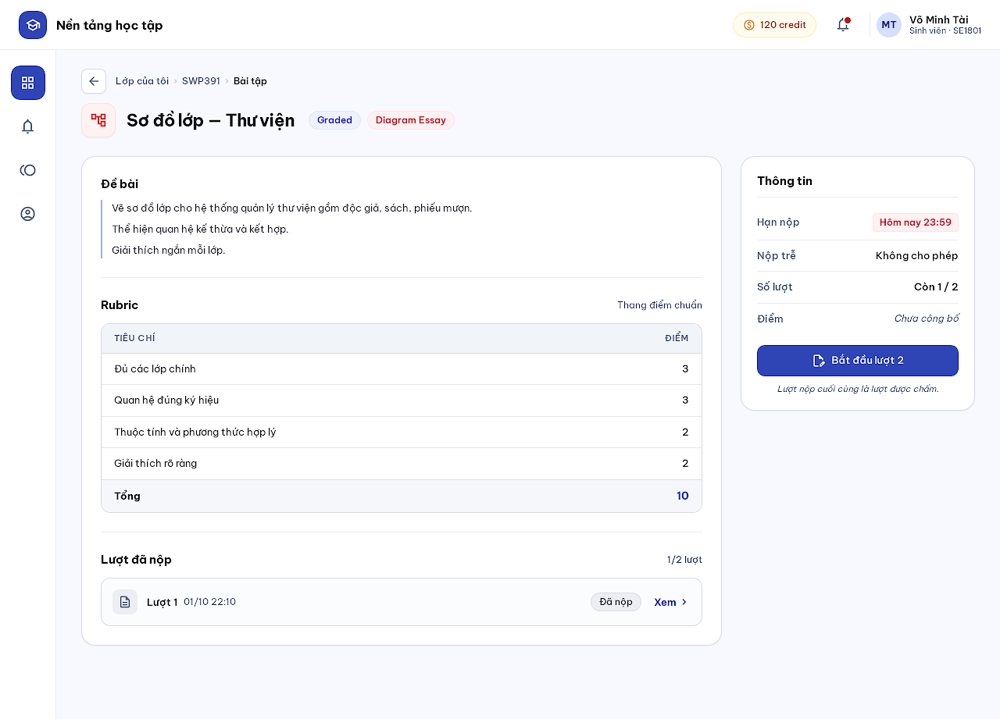 Nền tảng học tập
120 credit
MT
Võ Minh Tài
Sinh viên · SE1801
Lớp của tôi › SWP391 › Bài tập
Sơ đồ lớp — Thư viện
Graded
Diagram Essay
Đề bài
Vẽ sơ đồ lớp cho hệ thống quản lý thư viện gồm độc giả, sách, phiếu mượn.
Thể hiện quan hệ kế thừa và kết hợp.
Giải thích ngắn mỗi lớp.
Rubric
Thang điểm chuẩn
TIÊU CHÍ ĐIỂM
Đủ các lớp chính 3
Quan hệ đúng ký hiệu 3
Thuộc tính và phương thức hợp lý 2
Giải thích rõ ràng 2
Tổng 10
Lượt đã nộp
1/2 lượt
Lượt 1 01/10 22:10 Đã nộp Xem
Thông tin
Hạn nộp Hôm nay 23:59
Nộp trễ Không cho phép
Số lượt Còn 1 / 2
Điểm Chưa công bố
Bắt đầu lượt 2
Lượt nộp cuối cùng là lượt được chấm.